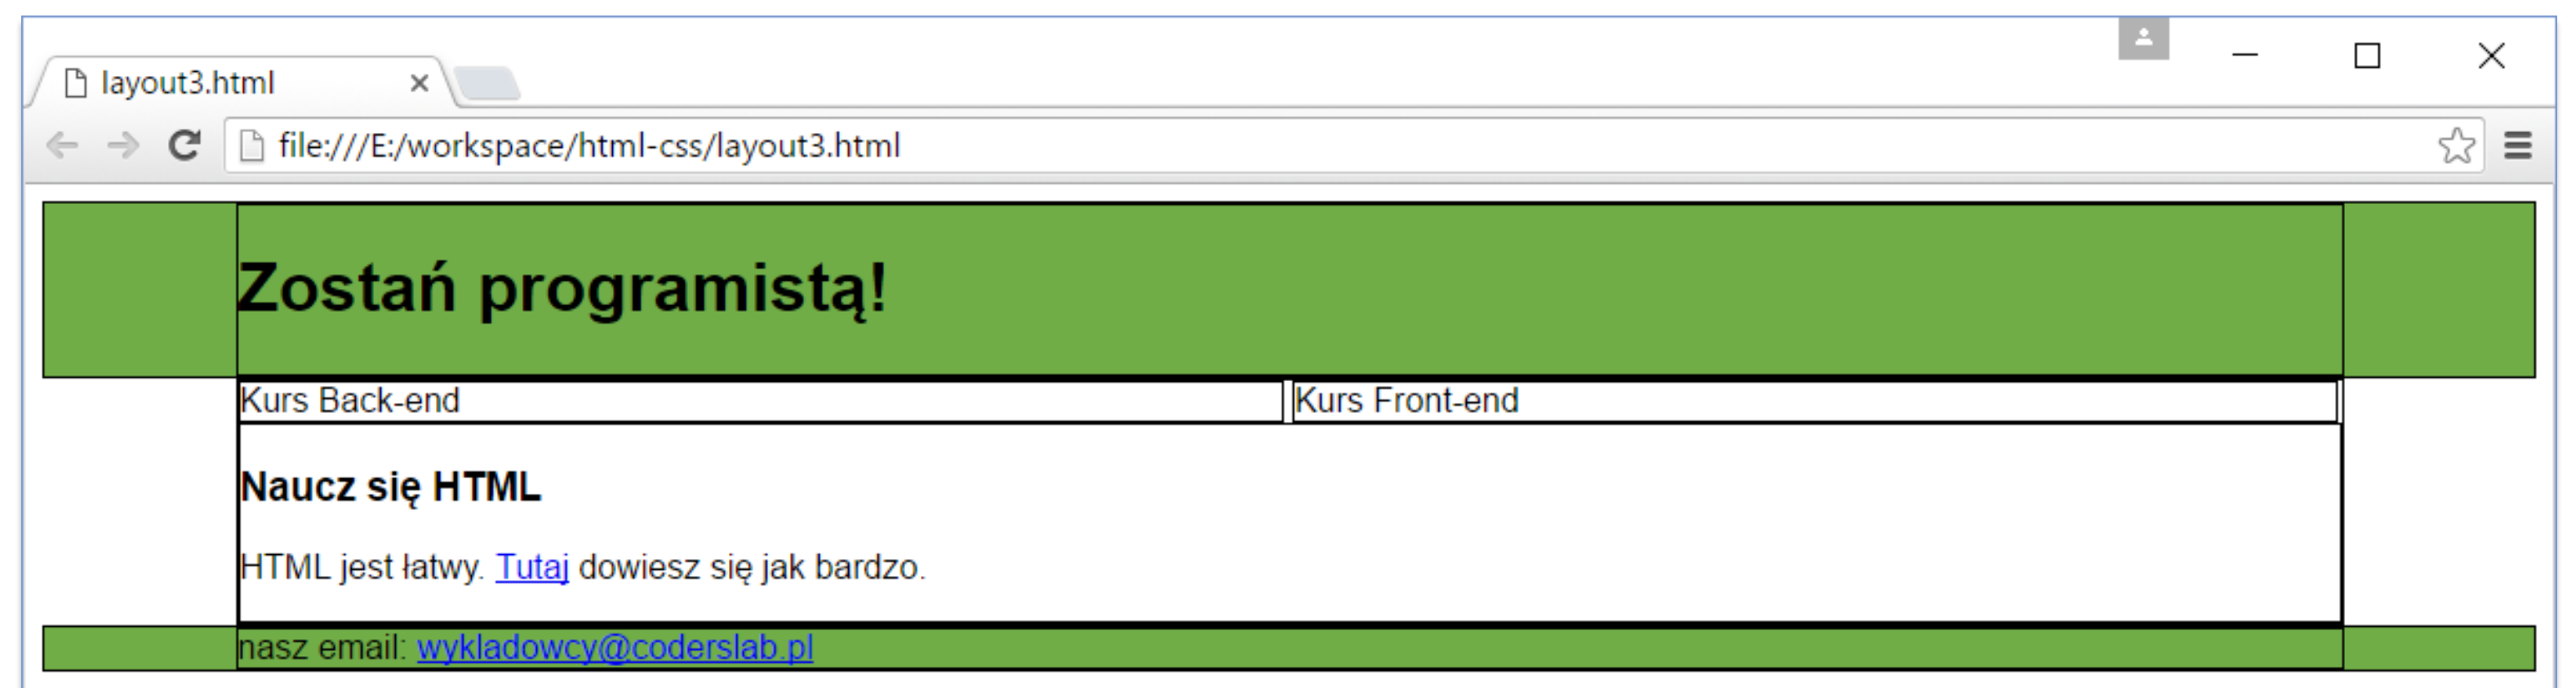 layout3.html
file:///E:/workspace/html-css/layout3.html
Zostań programistą!
Kurs Back-end
Kurs Front-end
Naucz się HTML
HTML jest łatwy. Tutaj dowiesz się jak bardzo.
nasz email: wykladowcy@coderslab.pl